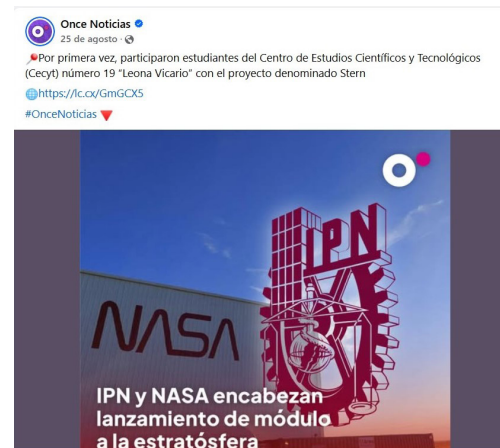 Once Noticias
25 de agosto ·
Por primera vez, participaron estudiantes del Centro de Estudios Científicos y Tecnológicos
(Cecyt) número 19 "Leona Vicario" con el proyecto denominado Stern
https://lc.cx/GmGCX5
#OnceNoticias
IPN
NASA
IPN y NASA encabezan
lanzamiento de módulo
a la estratósfera